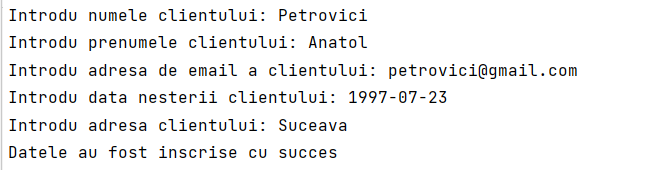 Introdu numele clientului: Petrovici
Introdu prenumele clientului: Anatol
Introdu adresa de email a clientului: petrovici@gmail.com
Introdu data nesterii clientului: 1997-07-23
Introdu adresa clientului: Suceava
Datele au fost inscrise cu succes